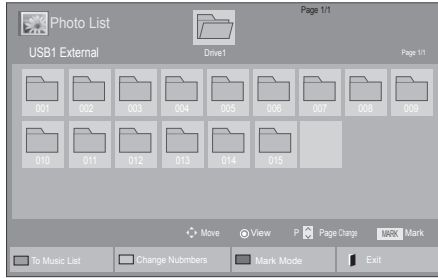 Page 1/1
Photo List
USB1 External
Drive1
Page 1/1
001 002 003 004 005 006 007 008 009
010 011 012 013 014 015
Move View P Page Change MARK Mark
To Music List Change Nubmbers Mark Mode Exit